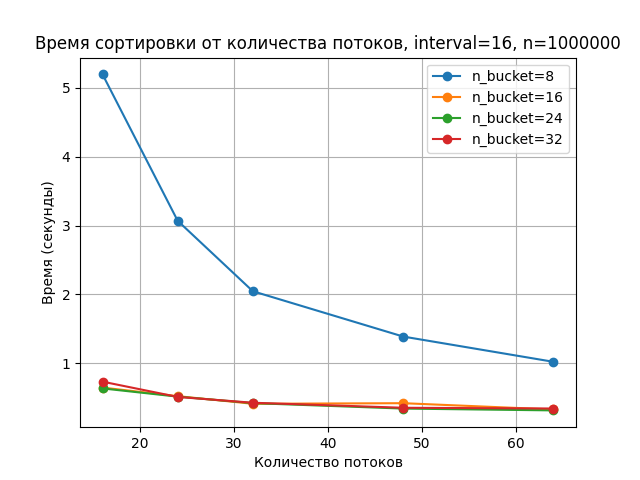 Время сортировки от количества потоков, interval=16, n=1000000
n_bucket=8
n_bucket=16
n_bucket=24
n_bucket=32
Время (секунды)
5
4
3
2
1
20 30 40 50 60
Количество потоков